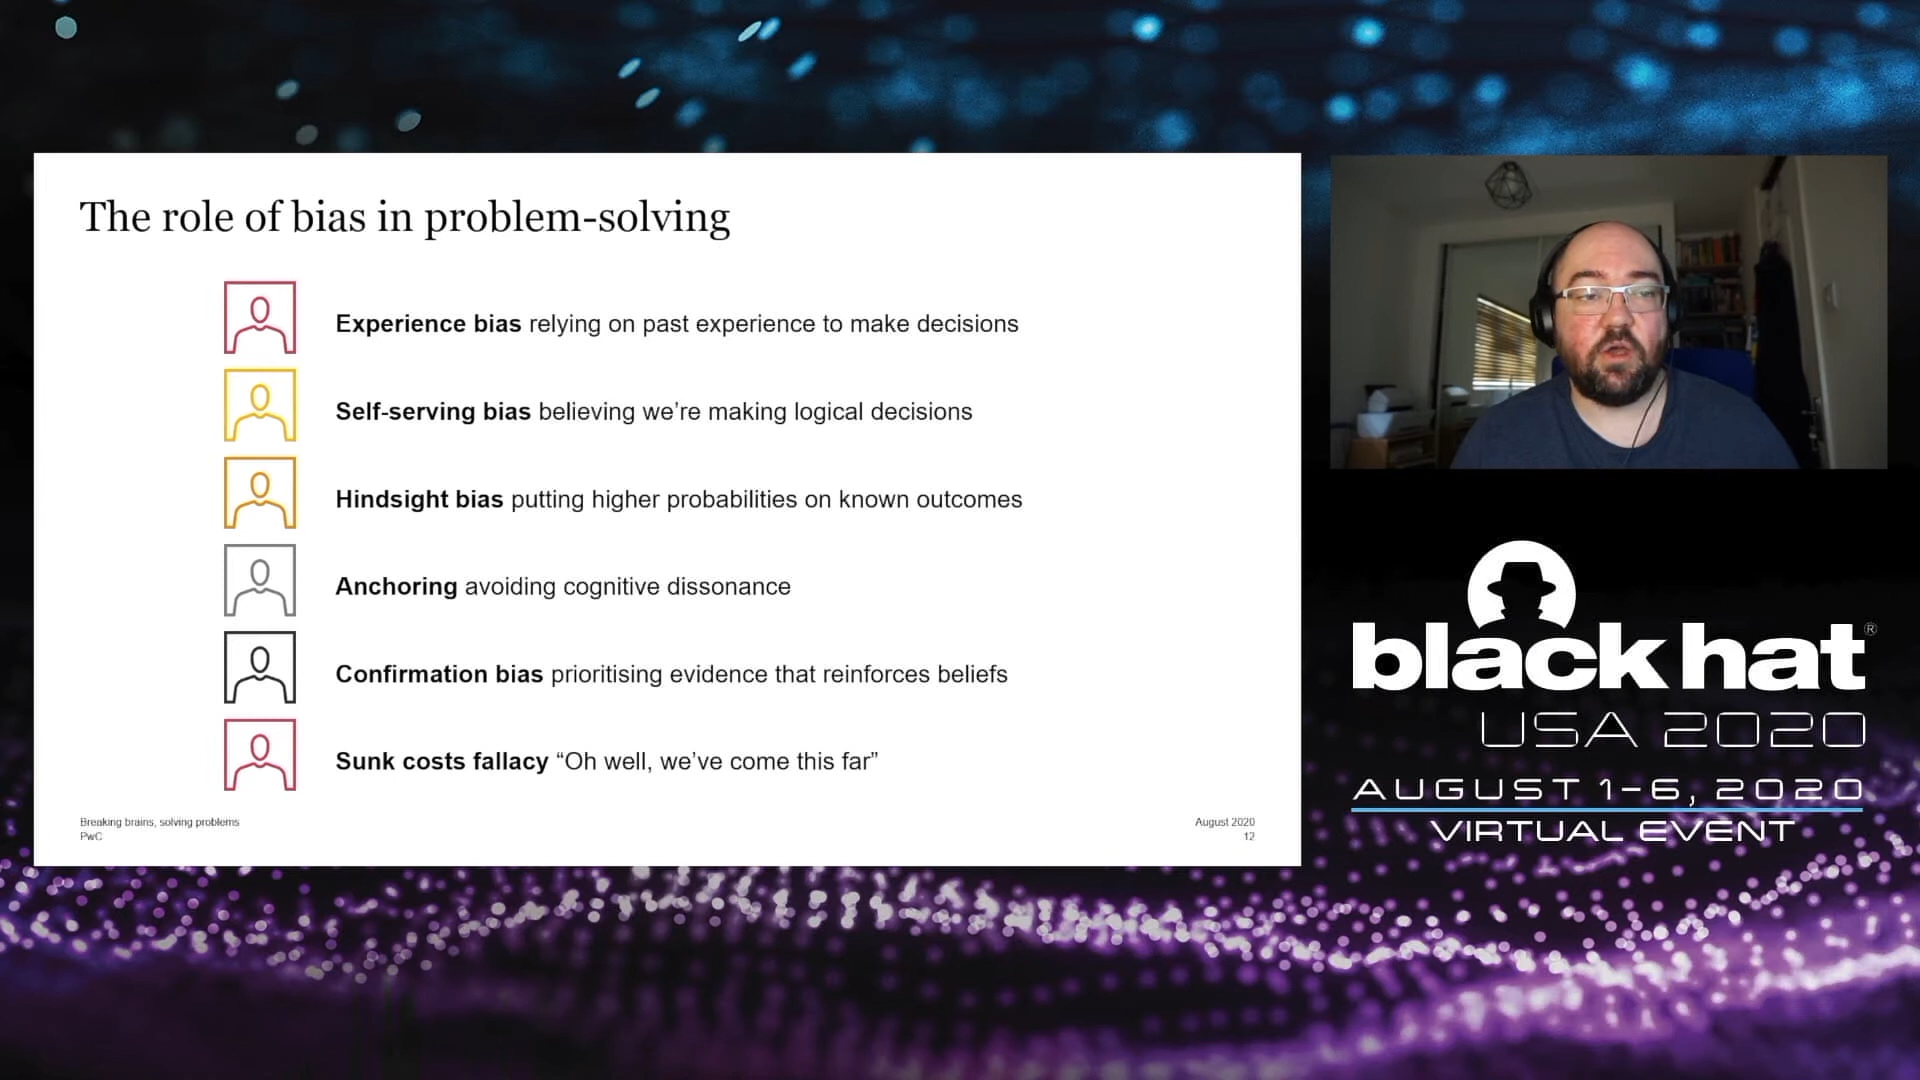 The role of bias in problem-solving
Experience bias relying on past experience to make decisions
Self-serving bias believing we’re making logical decisions
Hindsight bias putting higher probabilities on known outcomes
Anchoring avoiding cognitive dissonance
Confirmation bias prioritising evidence that reinforces beliefs
Sunk costs fallacy “Oh well, we’ve come this far”
Breaking brains, solving problems
PwC
August 2020
12
black hat®
USA 2020
AUGUST 1-6, 2020
VIRTUAL EVENT